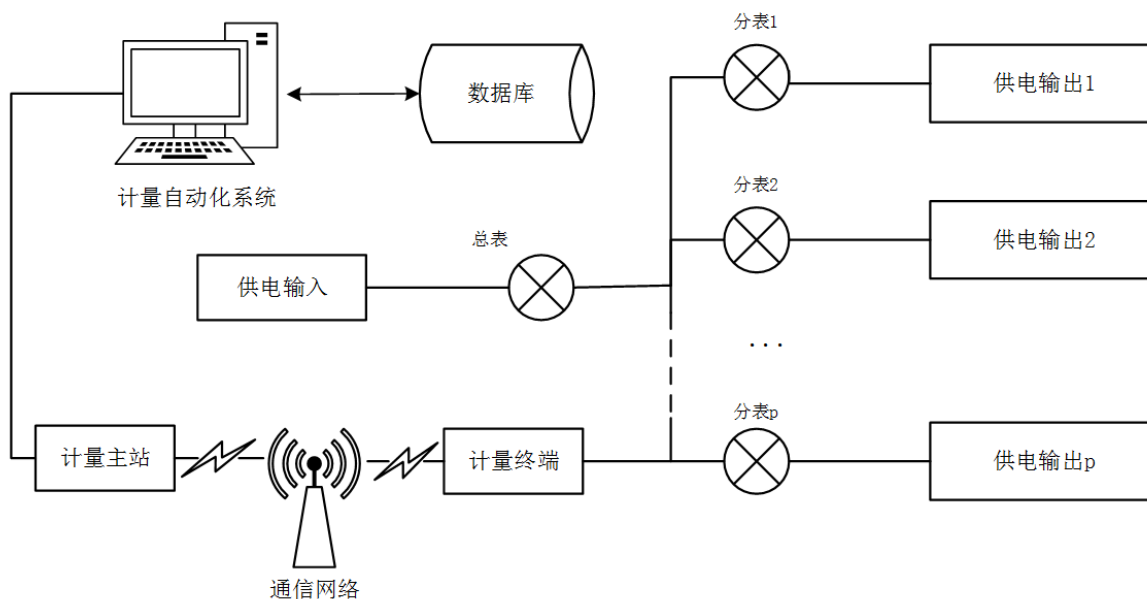 分表1
数据库
供电输出1
计量自动化系统
分表2
总表
供电输出2
供电输入
...
分表p
计量主站
计量终端
供电输出p
通信网络